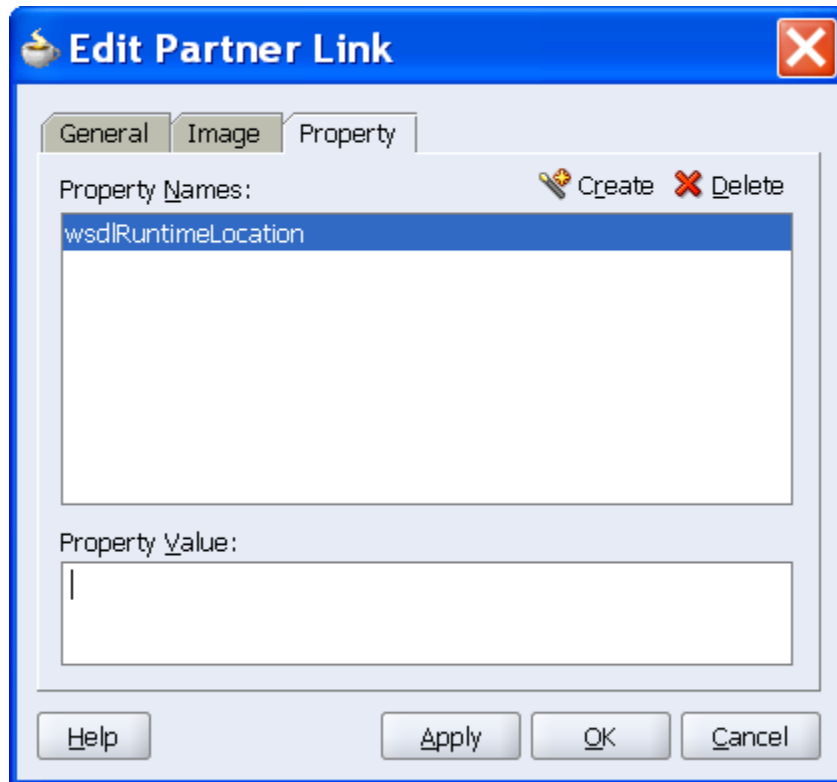 Edit Partner Link
General Image Property
Property Names: Create Delete
wsdlRuntimeLocation
Property Value:
Help Apply OK Cancel